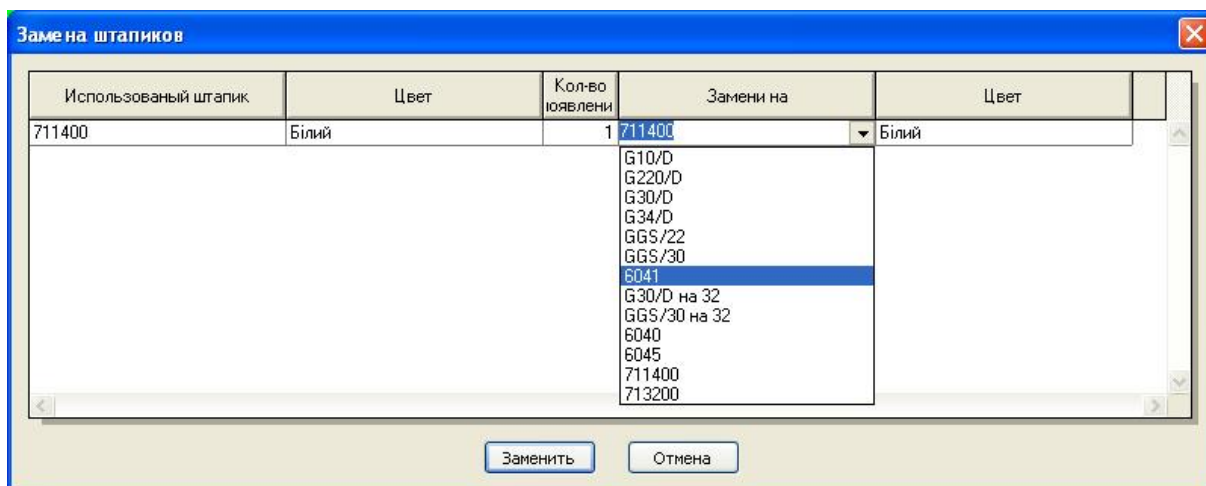 Замена штапиков
Использованый штапик Цвет Кол-во Замени на Цвет
юявлени
711400 Білий 1 711400 Білий
G10/D
G220/D
G30/D
G34/D
GGS/22
GGS/30
6041
G30/D на 32
GGS/30 на 32
6040
6045
711400
713200
Заменить Отмена